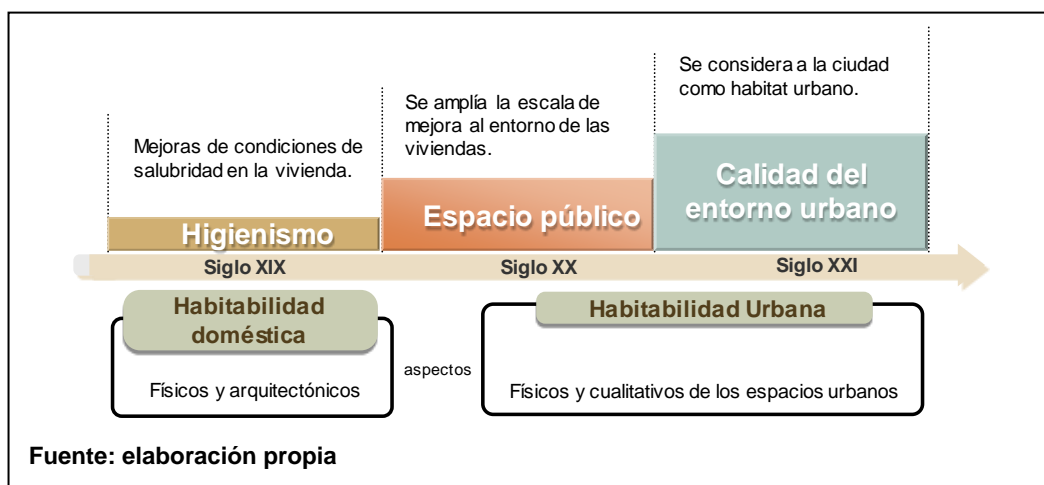 Se considera a la ciudad
como habitat urbano.
Se amplía la escala de
mejora al entorno de las
viviendas.
Mejoras de condiciones de
salubridad en la vivienda.
Calidad del
entorno urbano
Espacio público
Higienismo
Siglo XIX
Siglo XX
Siglo XXI
Habitabilidad
doméstica
Habitabilidad Urbana
aspectos
Físicos y arquitectónicos
Físicos y cualitativos de los espacios urbanos
Fuente: elaboración propia